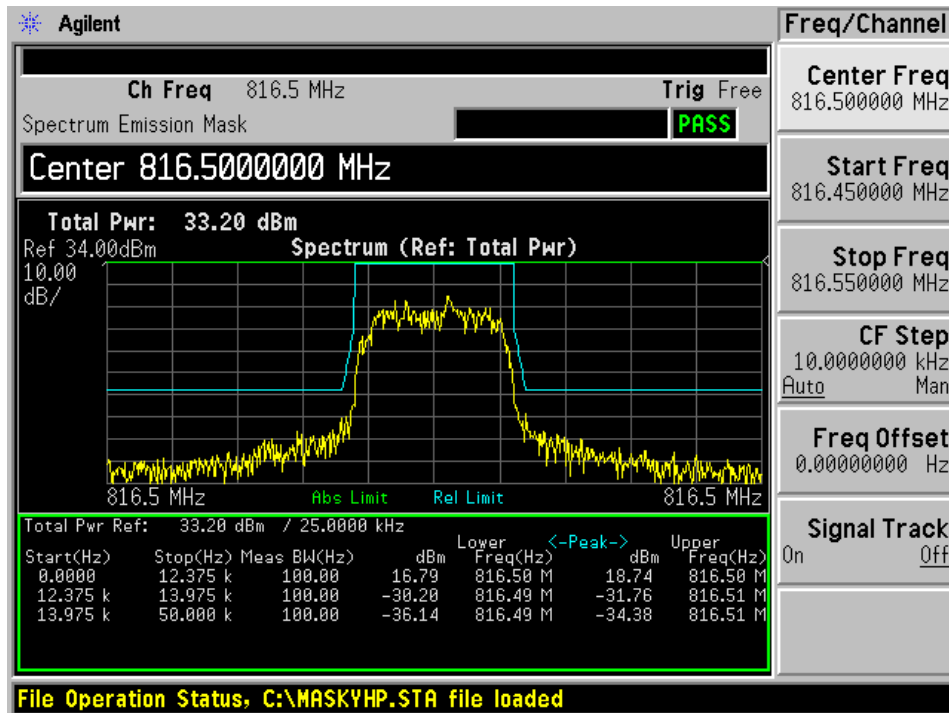 Agilent
Freq/Channel
Ch Freq 816.5 MHz Trig Free
Spectrum Emission Mask PASS
Center 816.5000000 MHz
Total Pwr: 33.20 dBm
Ref 34.00dBm Spectrum (Ref: Total Pwr)
10.00
dB/
816.5 MHz Abs Limit Rel Limit 816.5 MHz
Total Pwr Ref: 33.20 dBm / 25.0000 kHz
Lower <-Peak-> Upper
Start(Hz) Stop(Hz) Meas BW(Hz) dBm Freq(Hz) dBm Freq(Hz)
0.0000 12.375 k 100.00 16.79 816.50 M 18.74 816.50 M
12.375 k 13.975 k 100.00 -30.20 816.49 M -31.76 816.51 M
13.975 k 50.000 k 100.00 -36.14 816.49 M -34.38 816.51 M
Center Freq
816.500000 MHz
Start Freq
816.450000 MHz
Stop Freq
816.550000 MHz
CF Step
10.0000000 kHz
Auto Man
Freq Offset
0.00000000 Hz
Signal Track
On Off
File Operation Status, C:\MASKYHP.STA file loaded